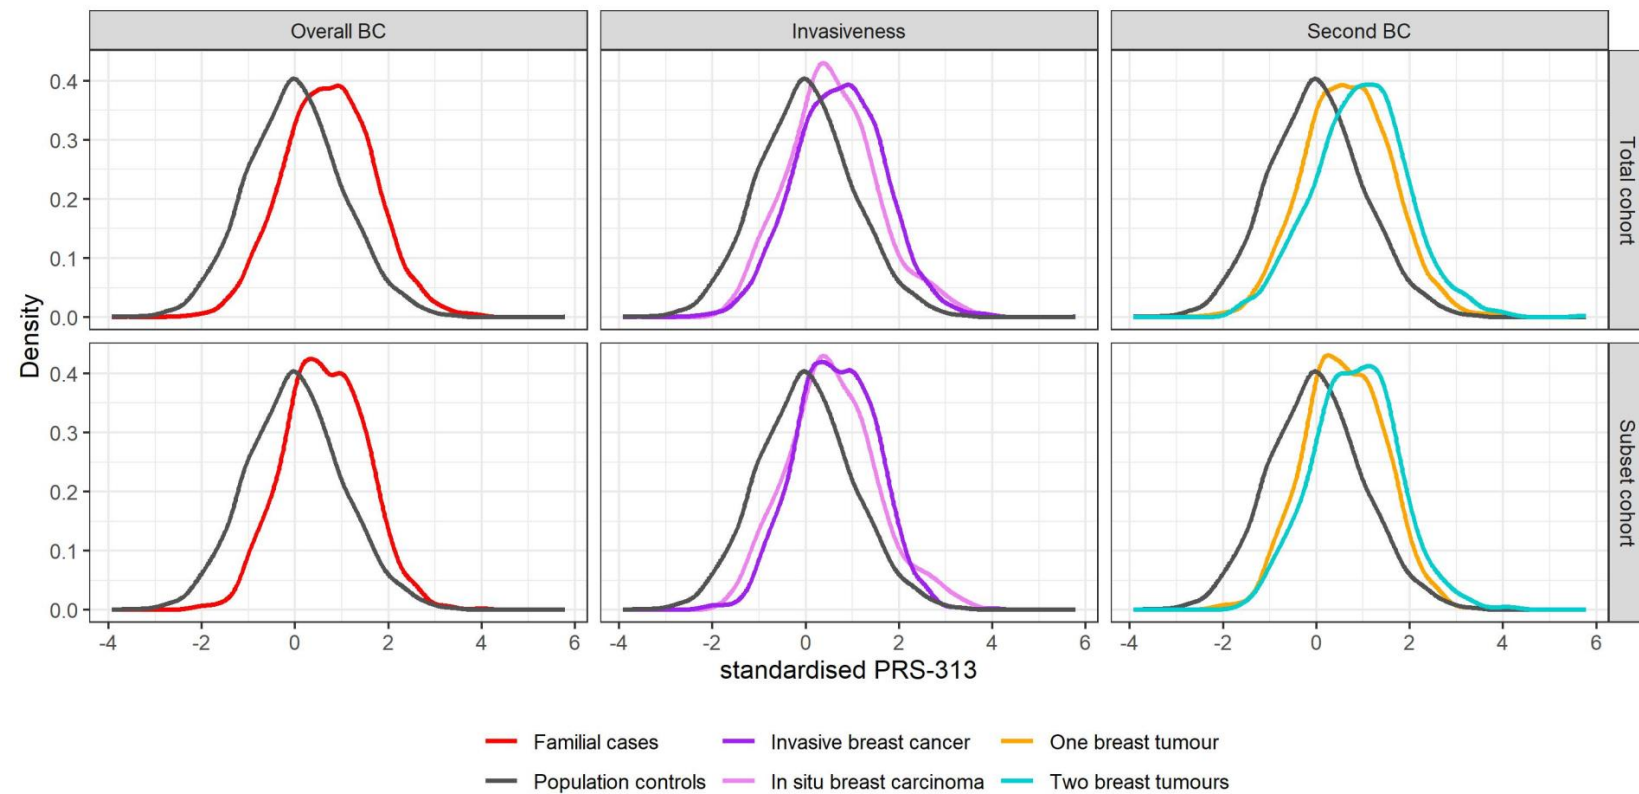 Overall BC
Invasiveness
Second BC
Density
0.4
0.3
0.2
0.1
0.0
Total cohort
0.4
0.3
0.2
0.1
0.0
Subset cohort
-4 -2 0 2 4 6
-4 -2 0 2 4 6
-4 -2 0 2 4 6
standardised PRS-313
Familial cases
Invasive breast cancer
One breast tumour
Population controls
In situ breast carcinoma
Two breast tumours